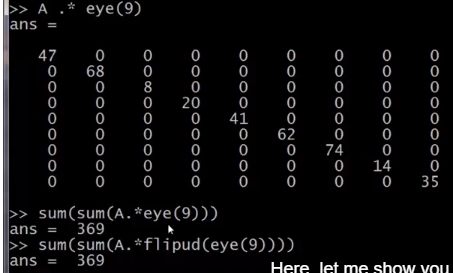 >> A .* eye(9)
ans =
47 0 0 0 0 0 0 0 0
0 68 0 0 0 0 0 0 0
0 0 8 0 0 0 0 0 0
0 0 0 20 0 0 0 0 0
0 0 0 0 41 0 0 0 0
0 0 0 0 0 62 0 0 0
0 0 0 0 0 0 74 0 0
0 0 0 0 0 0 0 14 0
0 0 0 0 0 0 0 0 35
>> sum(sum(A.*eye(9)))
ans = 369
>> sum(sum(A.*flipud(eye(9))))
ans = 369
Here, let me show you